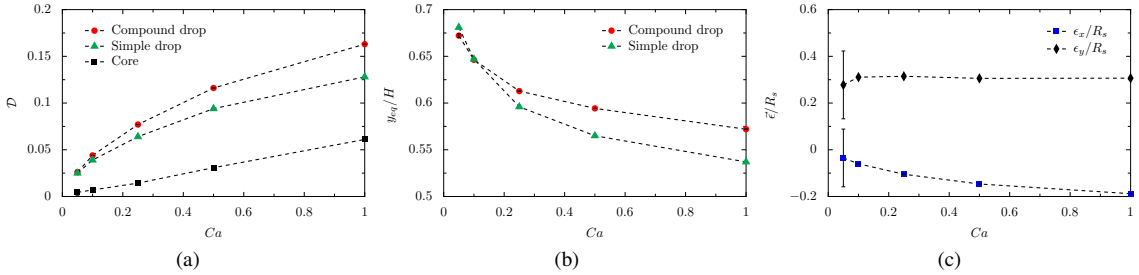 0.2
0.15
0.1
0.05
0
𝒟
Compound drop
Simple drop
Core
0 0.2 0.4 0.6 0.8 1
Ca
(a)
0.7
0.65
0.6
0.55
0.5
y_eq/H
Compound drop
Simple drop
0 0.2 0.4 0.6 0.8 1
Ca
(b)
0.6
0.4
0.2
0
−0.2
ϵ⃗/R_s
ϵ_x/R_s
ϵ_y/R_s
0 0.2 0.4 0.6 0.8 1
Ca
(c)